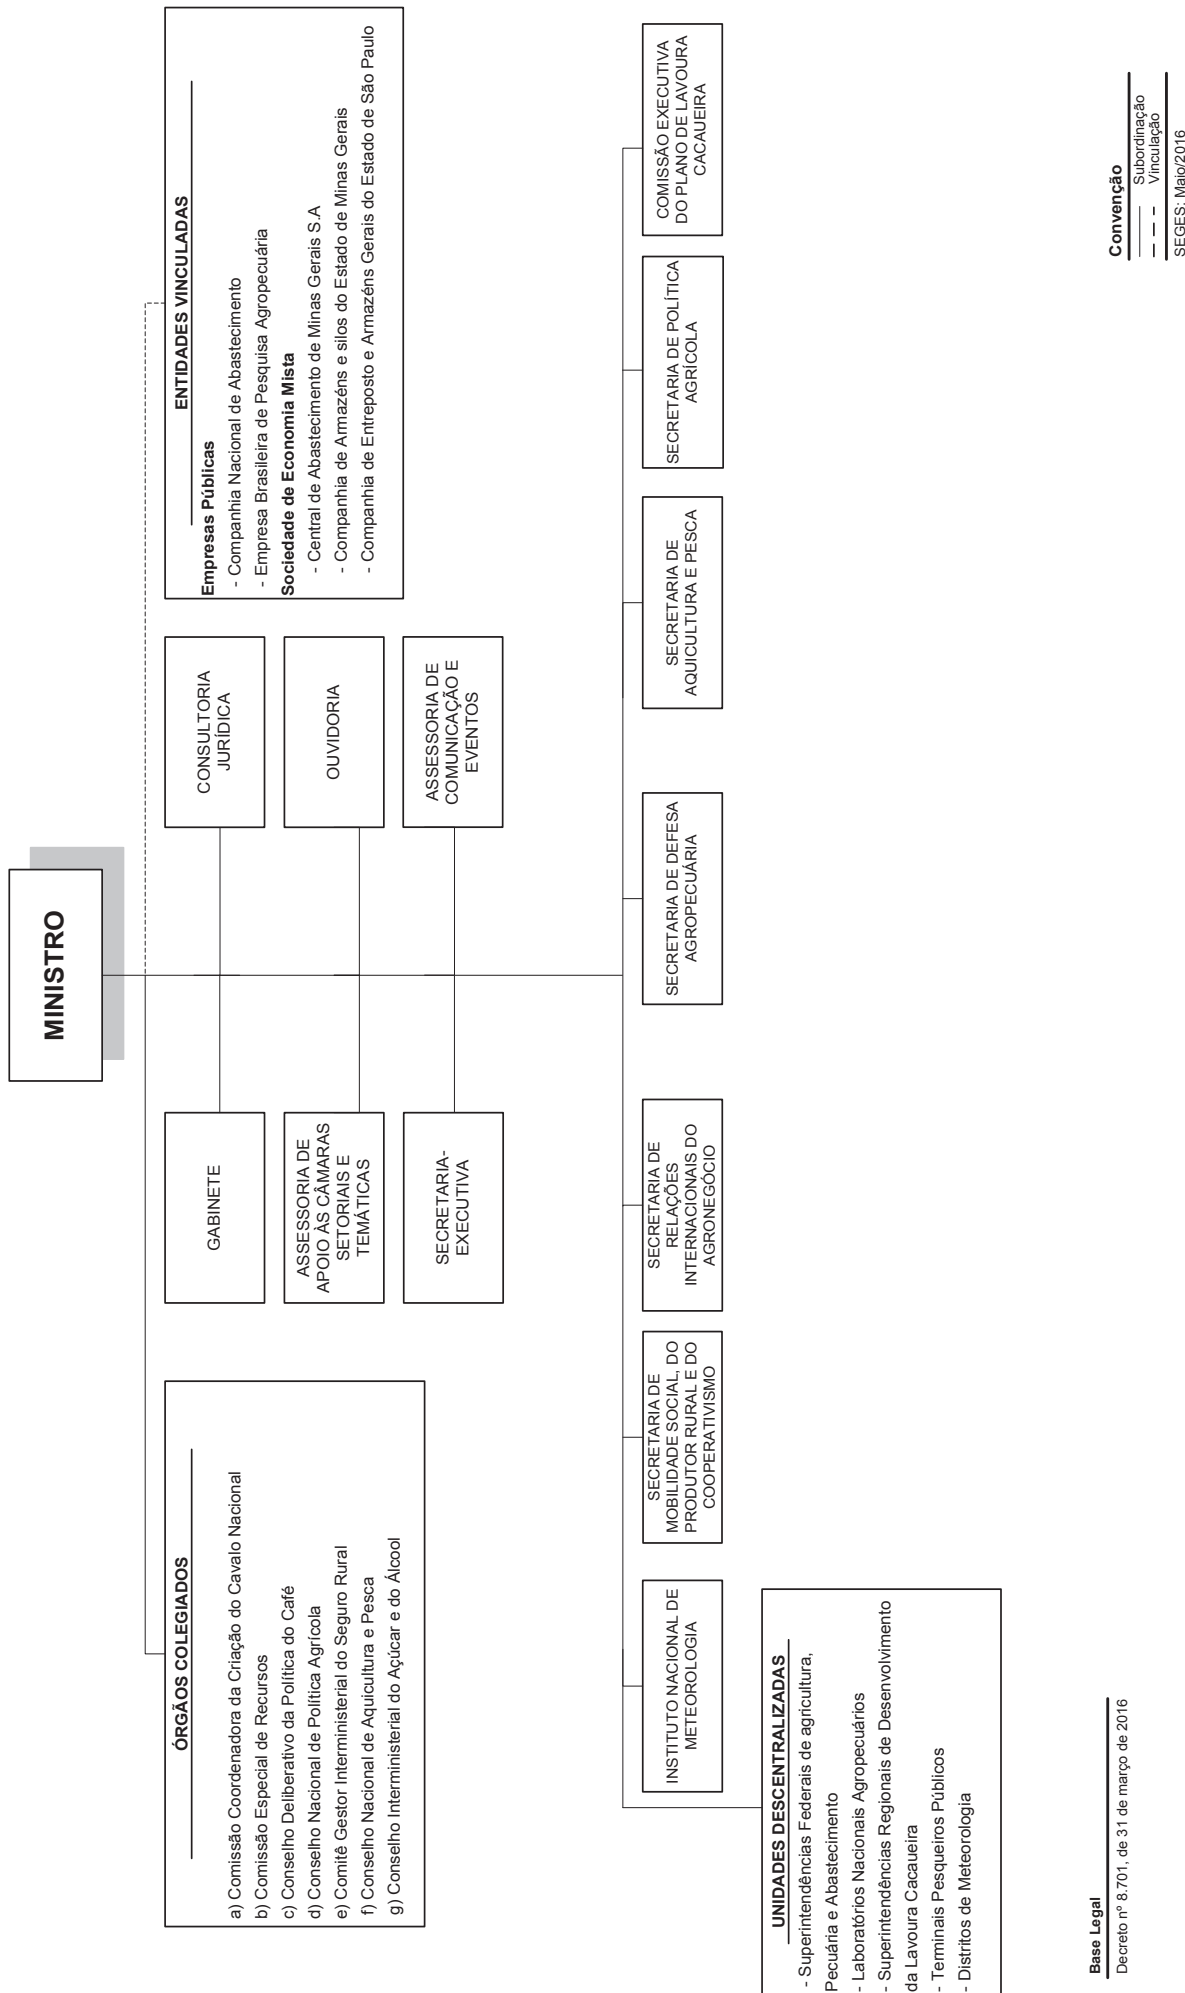 MINISTRO
ÓRGÃOS COLEGIADOS
a) Comissão Coordenadora da Criação do Cavalo Nacional
b) Comissão Especial de Recursos
c) Conselho Deliberativo da Política do Café
d) Conselho Nacional de Política Agrícola
e) Comitê Gestor Interministerial do Seguro Rural
f) Conselho Nacional de Aquicultura e Pesca
g) Conselho Interministerial do Açúcar e do Álcool
GABINETE
ASSESSORIA DE
APOIO ÀS CÂMARAS
SETORIAIS E
TEMÁTICAS
SECRETARIA-
EXECUTIVA
CONSULTORIA
JURÍDICA
OUVIDORIA
ASSESSORIA DE
COMUNICAÇÃO E
EVENTOS
ENTIDADES VINCULADAS
Empresas Públicas
- Companhia Nacional de Abastecimento
- Empresa Brasileira de Pesquisa Agropecuária
Sociedade de Economia Mista
- Central de Abastecimento de Minas Gerais S.A
- Companhia de Armazéns e silos do Estado de Minas Gerais
- Companhia de Entreposto e Armazéns Gerais do Estado de São Paulo
INSTITUTO NACIONAL DE
METEOROLOGIA
SECRETARIA DE
MOBILIDADE SOCIAL, DO
PRODUTOR RURAL E DO
COOPERATIVISMO
SECRETARIA DE
RELAÇÕES
INTERNACIONAIS DO
AGRONEGÓCIO
SECRETARIA DE DEFESA
AGROPECUÁRIA
SECRETARIA DE
AQUICULTURA E PESCA
SECRETARIA DE POLÍTICA
AGRÍCOLA
COMISSÃO EXECUTIVA
DO PLANO DE LAVOURA
CACAUEIRA
UNIDADES DESCENTRALIZADAS
- Superintendências Federais de agricultura,
Pecuária e Abastecimento
- Laboratórios Nacionais Agropecuários
- Superintendências Regionais de Desenvolvimento
da Lavoura Cacaueira
- Terminais Pesqueiros Públicos
- Distritos de Meteorologia
Base Legal
Decreto nº 8.701, de 31 de março de 2016
Convenção
Subordinação
Vinculação
SEGES: Maio/2016